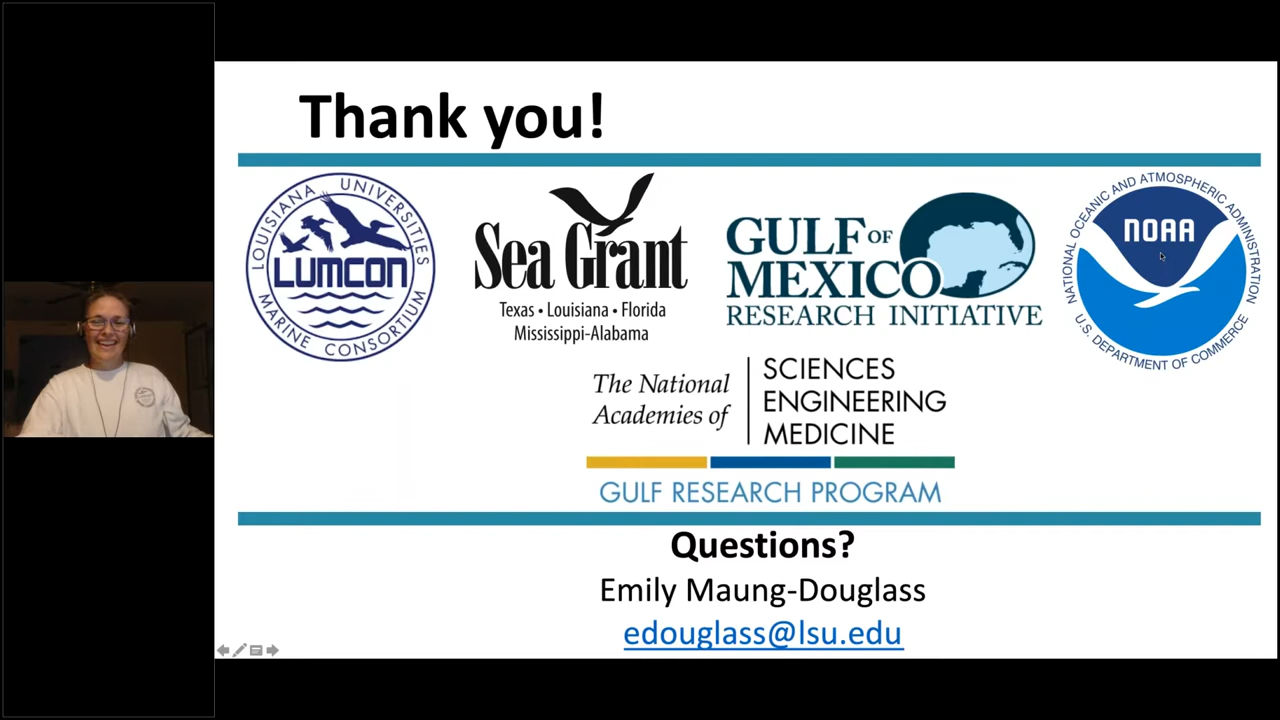 Thank you!
LOUISIANA UNIVERSITIES
LUMCON
MARINE CONSORTIUM
Sea Grant
Texas • Louisiana • Florida
Mississippi-Alabama
GULF OF
MEXICO
RESEARCH INITIATIVE
NATIONAL OCEANIC AND ATMOSPHERIC ADMINISTRATION
NOAA
U.S. DEPARTMENT OF COMMERCE
The National
Academies of
SCIENCES
ENGINEERING
MEDICINE
GULF RESEARCH PROGRAM
Questions?
Emily Maung-Douglass
edouglass@lsu.edu